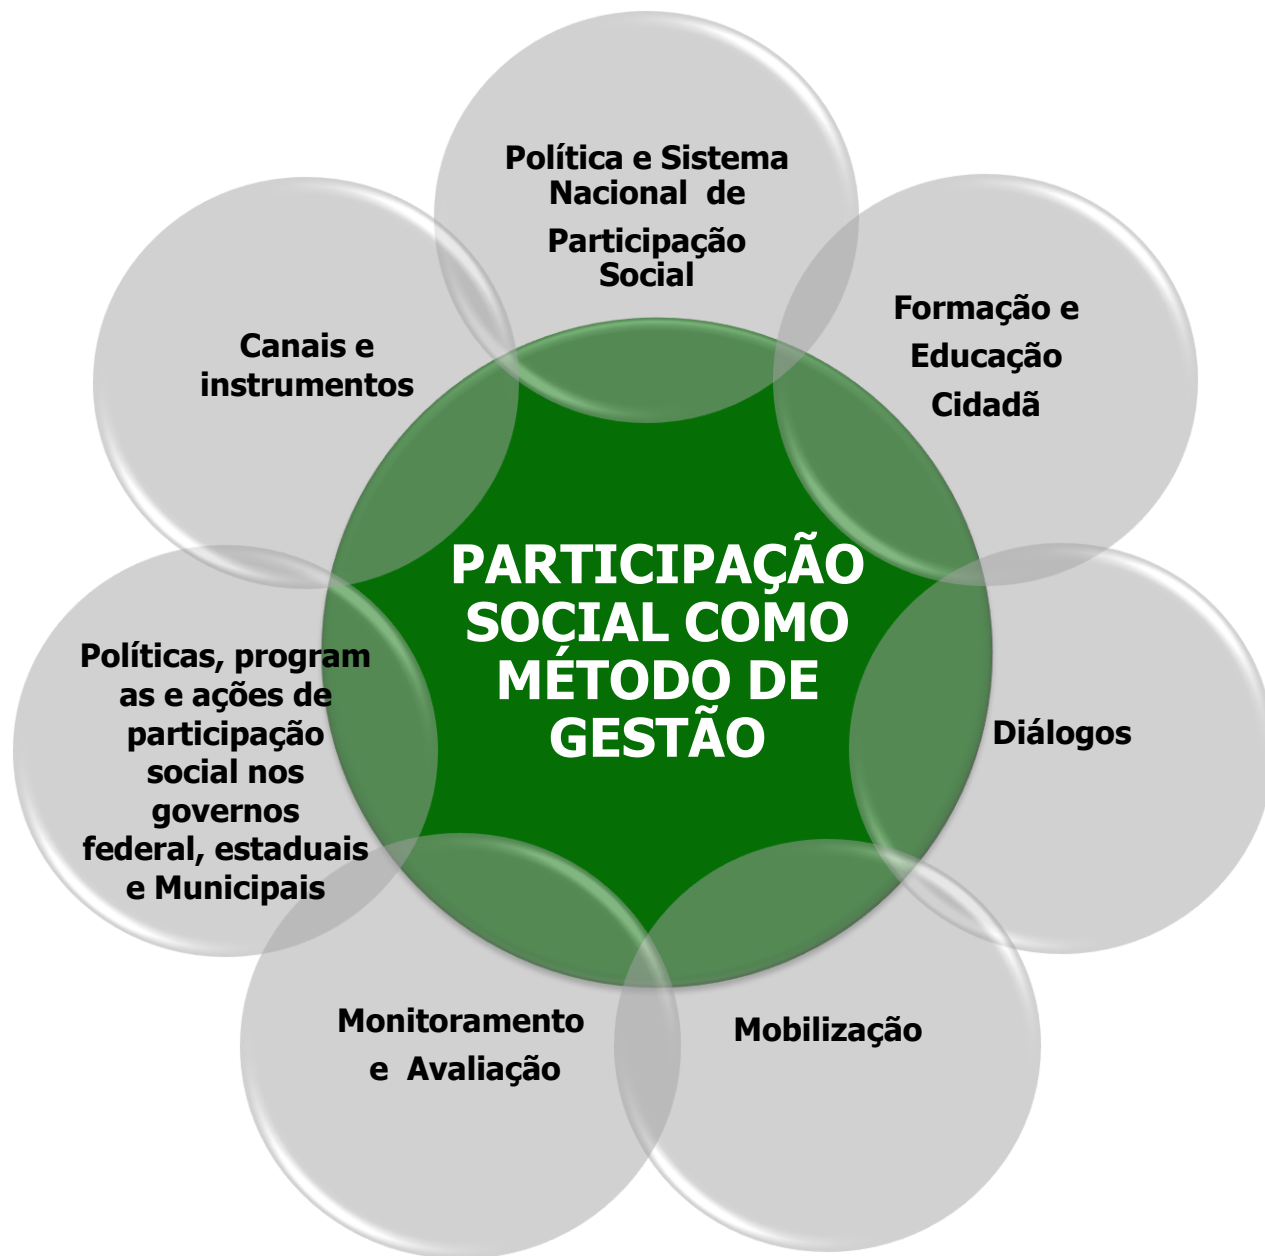 Política e Sistema
Nacional de
Participação
Social
Formação e
Educação
Cidadã
Canais e
instrumentos
PARTICIPAÇÃO
SOCIAL COMO
MÉTODO DE
GESTÃO
Diálogos
Políticas, program
as e ações de
participação
social nos
governos
federal, estaduais
e Municipais
Monitoramento
e Avaliação
Mobilização